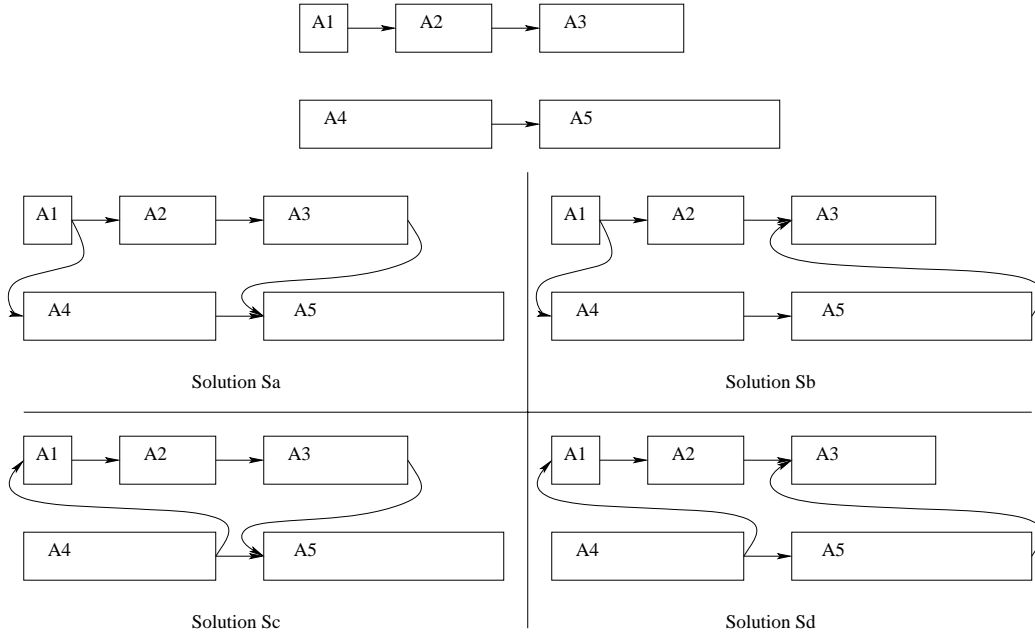 A1 A2 A3
A4 A5
A1 A2 A3
A4 A5
Solution Sa
A1 A2 A3
A4 A5
Solution Sb
A1 A2 A3
A4 A5
Solution Sc
A1 A2 A3
A4 A5
Solution Sd